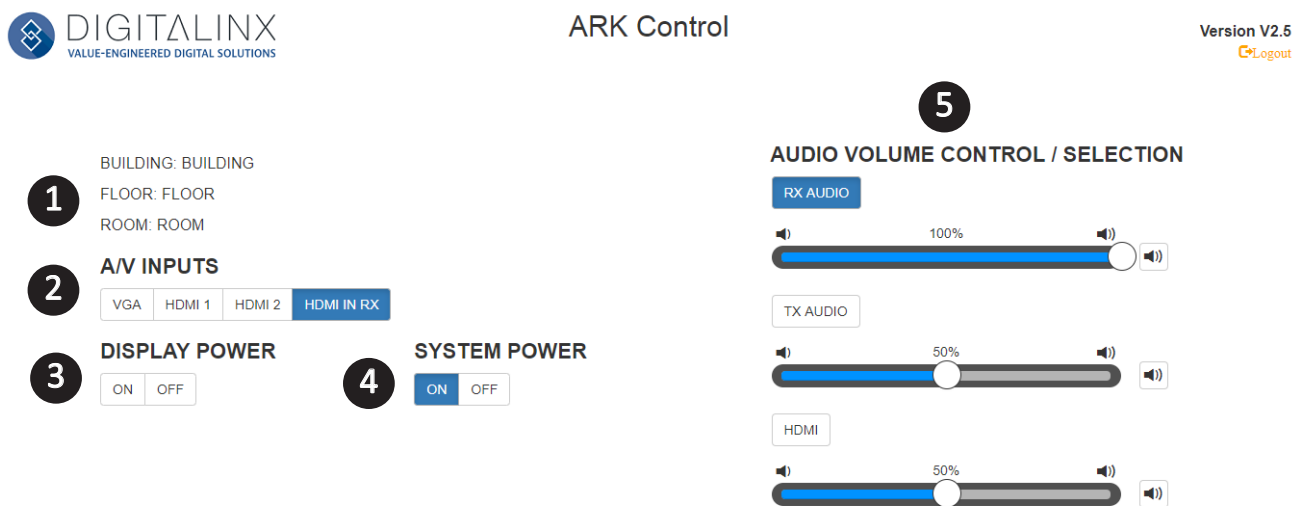 DIGITALINX
VALUE-ENGINEERED DIGITAL SOLUTIONS
ARK Control
Version V2.5
Logout
1
BUILDING: BUILDING
FLOOR: FLOOR
ROOM: ROOM
2
A/V INPUTS
VGA HDMI 1 HDMI 2 HDMI IN RX
3
DISPLAY POWER
ON OFF
4
SYSTEM POWER
ON OFF
5
AUDIO VOLUME CONTROL / SELECTION
RX AUDIO
100%
TX AUDIO
50%
HDMI
50%